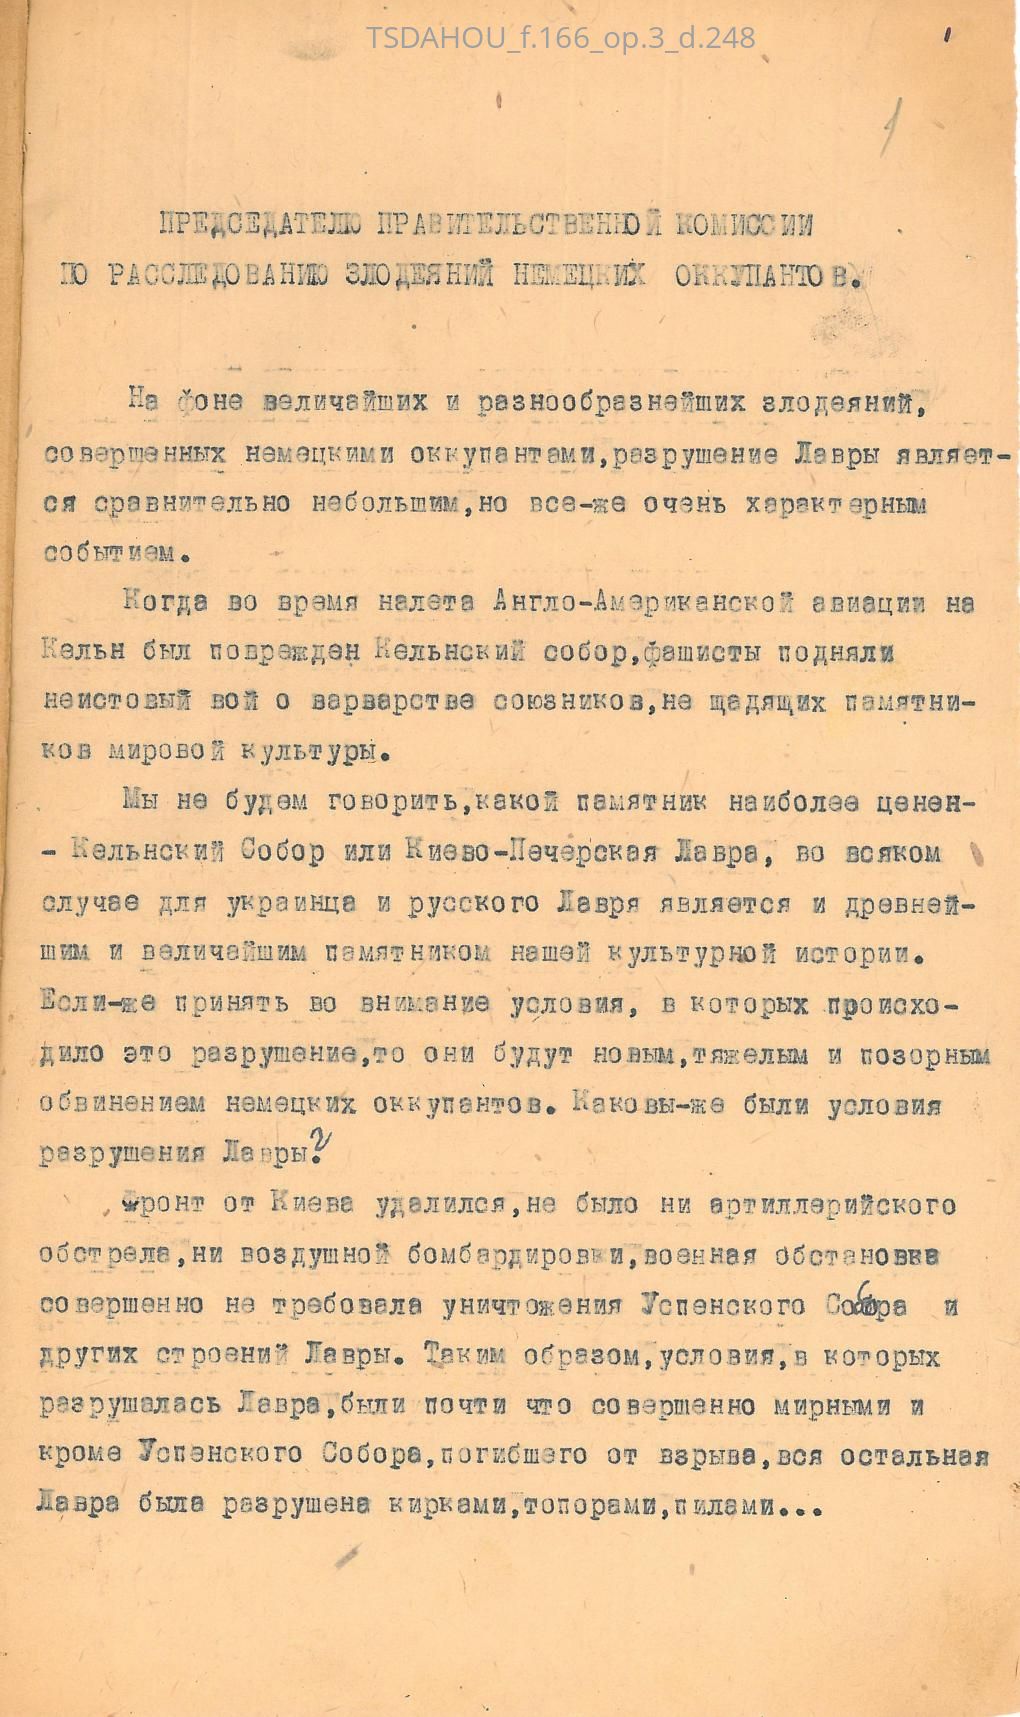 TSDAHOU_f.166_op.3_d.248
1
ПРЕДСЕДАТЕЛЮ ПРАВИТЕЛЬСТВЕННОЙ КОМИССИИ
ПО РАССЛЕДОВАНИЮ ЗЛОДЕЯНИЙ НЕМЕЦКИХ ОККУПАНТОВ.
На фоне величайших и разнообразнейших злодеяний,
совершенных немецкими оккупантами,разрушение Лавры являет-
ся сравнительно небольшим,но все-же очень характерным
событием.
Когда во время налета Англо-Американской авиации на
Кельн был поврежден Кельнский собор,фашисты подняли
неистовый вой о варварстве союзников,не щадящих памятни-
ков мировой культуры.
Мы не будем говорить,какой памятник наиболее ценен-
- Кельнский Собор или Киево-Печерская Лавра, во всяком
случае для украинца и русского Лавря является и древней-
шим и величайшим памятником нашей культурной истории.
Если-же принять во внимание условия, в которых происхо-
дило это разрушение,то они будут новым,тяжелым и позорным
обвинением немецких оккупантов. Каковы-же были условия
разрушения Лавры?
Фронт от Киева удалился,не было ни артиллерийского
обстрела,ни воздушной бомбардировки,военная обстановка
совершенно не требовала уничтожения Успенского Собора и
других строений Лавры. Таким образом,условия,в которых
разрушалась Лавра,были почти что совершенно мирными и
кроме Успенского Собора,погибшего от взрыва,вся остальная
Лавра была разрушена кирками,топорами,пилами...